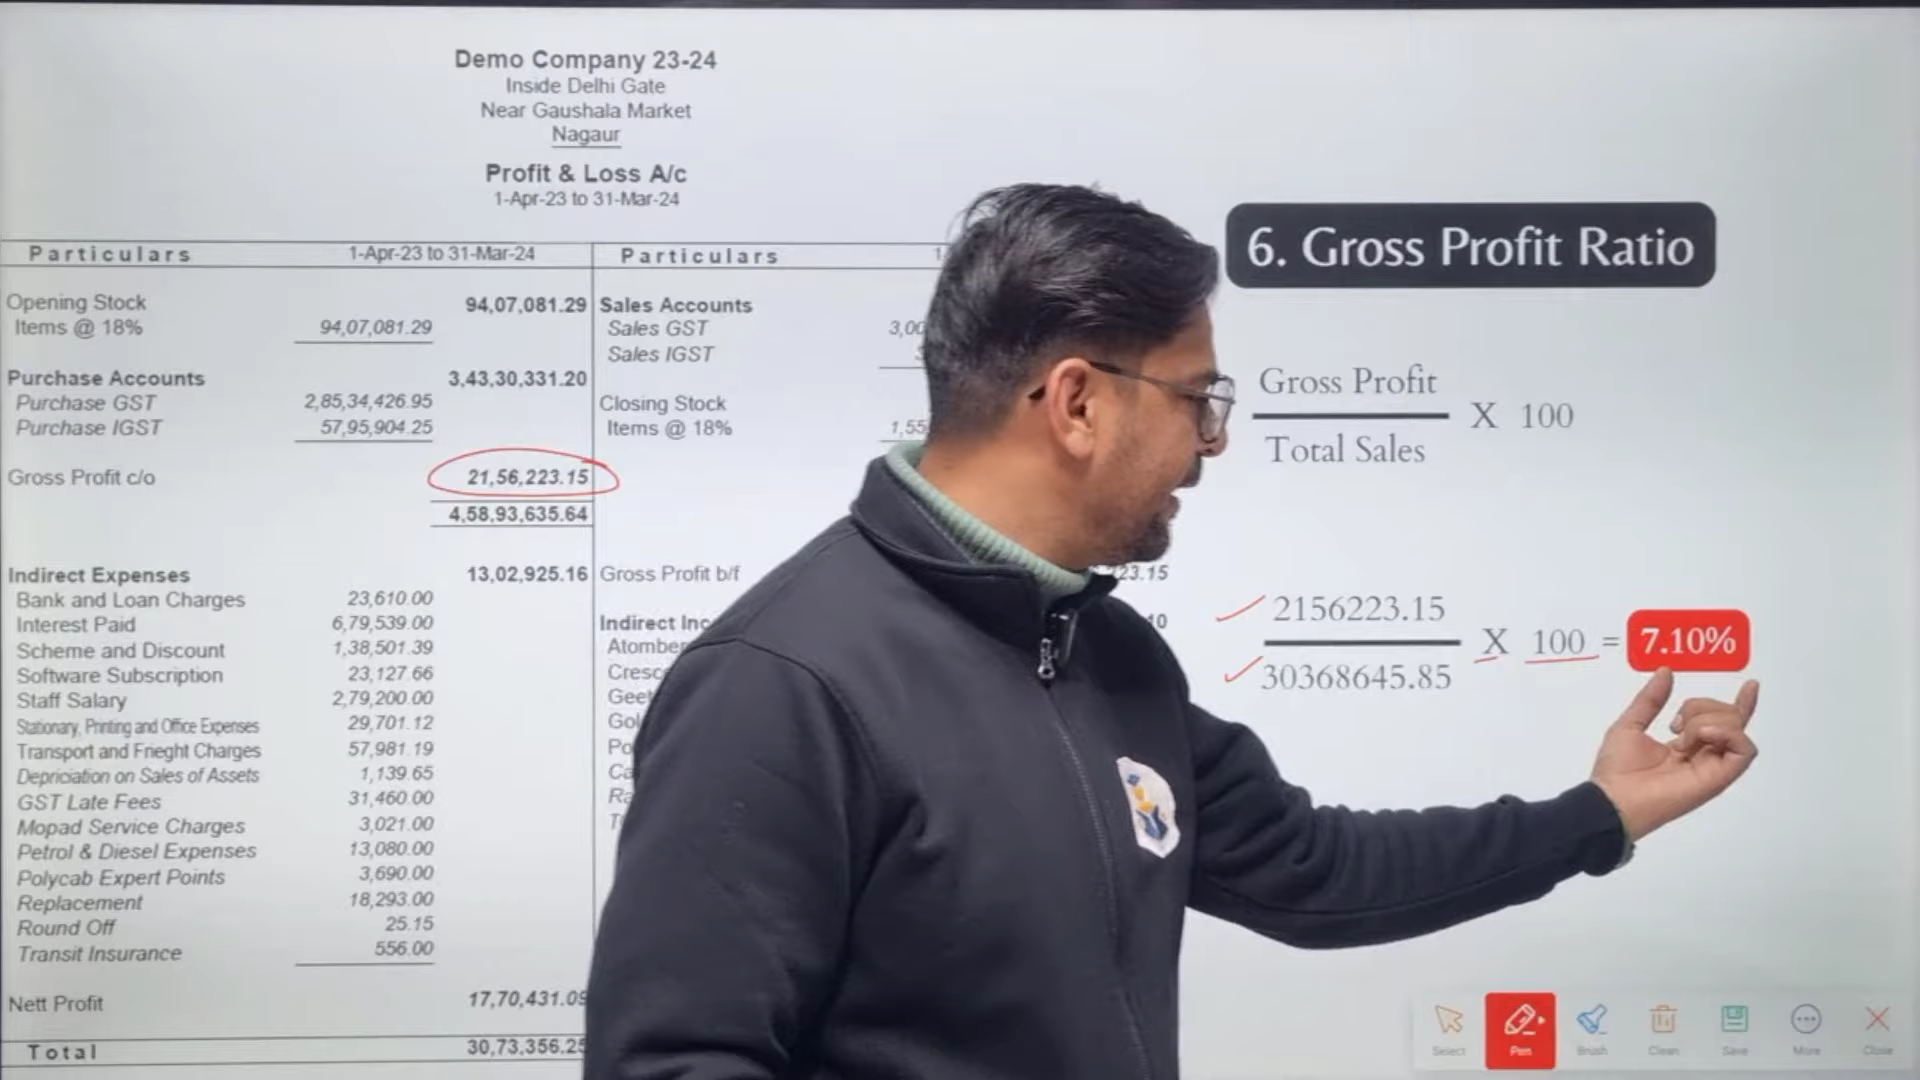 Demo Company 23-24
Inside Delhi Gate
Near Gaushala Market
Nagaur
Profit & Loss A/c
1-Apr-23 to 31-Mar-24
Particulars 1-Apr-23 to 31-Mar-24 Particulars
Opening Stock 94,07,081.29 Sales Accounts
Items @ 18% 94,07,081.29 Sales GST
Sales IGST
Purchase Accounts 3,43,30,331.20
Purchase GST 2,85,34,426.95 Closing Stock
Purchase IGST 57,95,904.25 Items @ 18%
Gross Profit c/o 21,56,223.15
4,58,93,635.64
Indirect Expenses 13,02,925.16 Gross Profit b/f
Bank and Loan Charges 23,610.00
Interest Paid 6,79,539.00 Indirect
Scheme and Discount 1,38,501.39
Software Subscription 23,127.66
Staff Salary 2,79,200.00
Stationary, Printing and Office Expenses 29,701.12
Transport and Frieght Charges 57,981.19
Depriciation on Sales of Assets 1,139.65
GST Late Fees 31,460.00
Mopad Service Charges 3,021.00
Petrol & Diesel Expenses 13,080.00
Polycab Expert Points 3,690.00
Replacement 18,293.00
Round Off 25.15
Transit Insurance 556.00
Nett Profit 17,70,431.09
Total 30,73,356.25
6. Gross Profit Ratio
Gross Profit
X 100
Total Sales
2156223.15
X 100 = 7.10%
30368645.85
Select Pen Brush Clean Save More Close